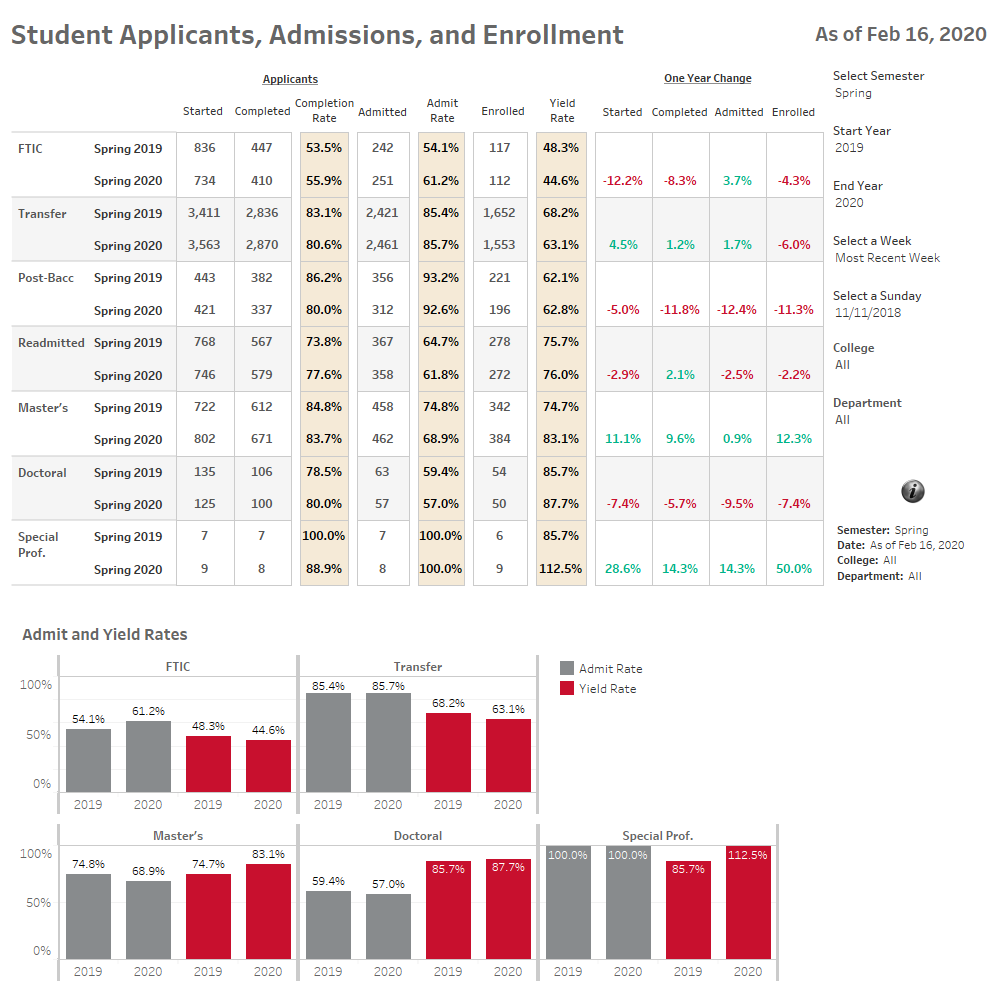 Student Applicants, Admissions, and Enrollment
As of Feb 16, 2020
Applicants
One Year Change
Started Completed Completion Rate Admitted Admit Rate Enrolled Yield Rate Started Completed Admitted Enrolled
FTIC Spring 2019 836 447 53.5% 242 54.1% 117 48.3%
Spring 2020 734 410 55.9% 251 61.2% 112 44.6% -12.2% -8.3% 3.7% -4.3%
Transfer Spring 2019 3,411 2,836 83.1% 2,421 85.4% 1,652 68.2%
Spring 2020 3,563 2,870 80.6% 2,461 85.7% 1,553 63.1% 4.5% 1.2% 1.7% -6.0%
Post-Bacc Spring 2019 443 382 86.2% 356 93.2% 221 62.1%
Spring 2020 421 337 80.0% 312 92.6% 196 62.8% -5.0% -11.8% -12.4% -11.3%
Readmitted Spring 2019 768 567 73.8% 367 64.7% 278 75.7%
Spring 2020 746 579 77.6% 358 61.8% 272 76.0% -2.9% 2.1% -2.5% -2.2%
Master's Spring 2019 722 612 84.8% 458 74.8% 342 74.7%
Spring 2020 802 671 83.7% 462 68.9% 384 83.1% 11.1% 9.6% 0.9% 12.3%
Doctoral Spring 2019 135 106 78.5% 63 59.4% 54 85.7%
Spring 2020 125 100 80.0% 57 57.0% 50 87.7% -7.4% -5.7% -9.5% -7.4%
Special Prof. Spring 2019 7 7 100.0% 7 100.0% 6 85.7%
Spring 2020 9 8 88.9% 8 100.0% 9 112.5% 28.6% 14.3% 14.3% 50.0%
Select Semester
Spring
Start Year
2019
End Year
2020
Select a Week
Most Recent Week
Select a Sunday
11/11/2018
College
All
Department
All
i
Semester: Spring
Date: As of Feb 16, 2020
College: All
Department: All
Admit and Yield Rates
FTIC Transfer
100%
50%
0%
54.1% 61.2% 48.3% 44.6% 85.4% 85.7% 68.2% 63.1%
2019 2020 2019 2020 2019 2020 2019 2020
Admit Rate
Yield Rate
Master's Doctoral Special Prof.
100%
50%
0%
74.8% 68.9% 74.7% 83.1% 59.4% 57.0% 85.7% 87.7% 100.0% 100.0% 85.7% 112.5%
2019 2020 2019 2020 2019 2020 2019 2020 2019 2020 2019 2020